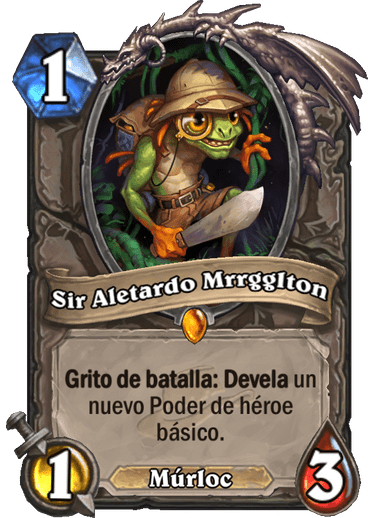 1
Sir Aletardo Mrrgglton
Grito de batalla: Devela un
nuevo Poder de héroe
básico.
1
Múrloc
3